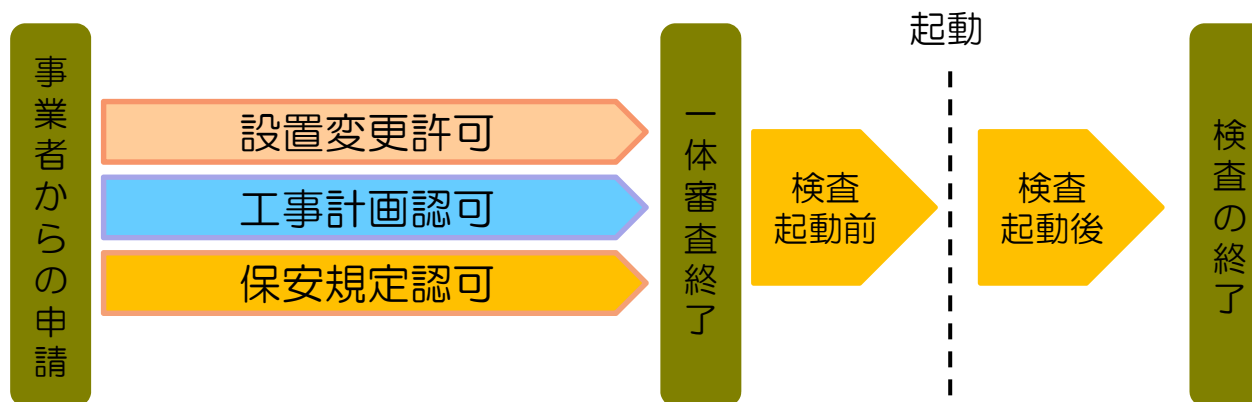 事業者からの申請
設置変更許可
工事計画認可
保安規定認可
一体審査終了
検査
起動前
起動
検査
起動後
検査の終了